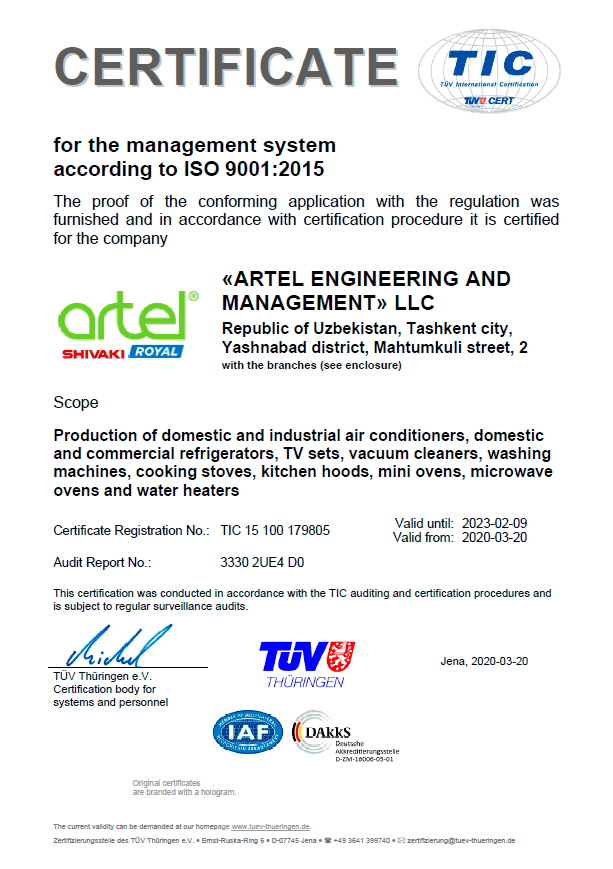 CERTIFICATE
TIC
TÜV International Certification
TÜV CERT
for the management system
according to ISO 9001:2015
The proof of the conforming application with the regulation was
furnished and in accordance with certification procedure it is certified
for the company
artel®
SHIVAKI ROYAL
«ARTEL ENGINEERING AND
MANAGEMENT» LLC
Republic of Uzbekistan, Tashkent city,
Yashnabad district, Mahtumkuli street, 2
with the branches (see enclosure)
Scope
Production of domestic and industrial air conditioners, domestic
and commercial refrigerators, TV sets, vacuum cleaners, washing
machines, cooking stoves, kitchen hoods, mini ovens, microwave
ovens and water heaters
Certificate Registration No.: TIC 15 100 179805
Valid until: 2023-02-09
Valid from: 2020-03-20
Audit Report No.: 3330 2UE4 D0
This certification was conducted in accordance with the TIC auditing and certification procedures and
is subject to regular surveillance audits.
TÜV Thüringen e.V.
Certification body for
systems and personnel
TÜV
THÜRINGEN
Jena, 2020-03-20
MEMBER OF MULTILATERAL
IAF
RECOGNITION ARRANGEMENT
DAkkS
Deutsche
Akkreditierungsstelle
D-ZM-16006-05-01
Original certificates
are branded with a hologram.
The current validity can be demanded at our homepage www.tuev-thueringen.de.
Zertifizierungsstelle des TÜV Thüringen e.V. • Ernst-Ruska-Ring 6 • D-07745 Jena • ☎ +49 3641 399740 • ✉ zertifizierung@tuev-thueringen.de